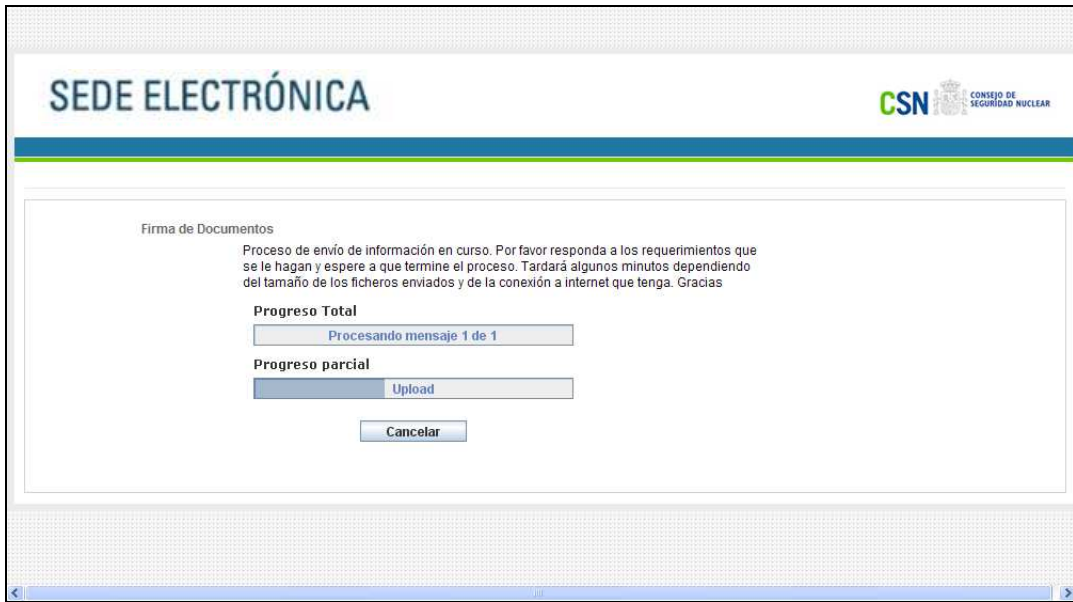 SEDE ELECTRÓNICA
CSN CONSEJO DE
SEGURIDAD NUCLEAR
Firma de Documentos
Proceso de envío de información en curso. Por favor responda a los requerimientos que
se le hagan y espere a que termine el proceso. Tardará algunos minutos dependiendo
del tamaño de los ficheros enviados y de la conexión a internet que tenga. Gracias
Progreso Total
Procesando mensaje 1 de 1
Progreso parcial
Upload
Cancelar